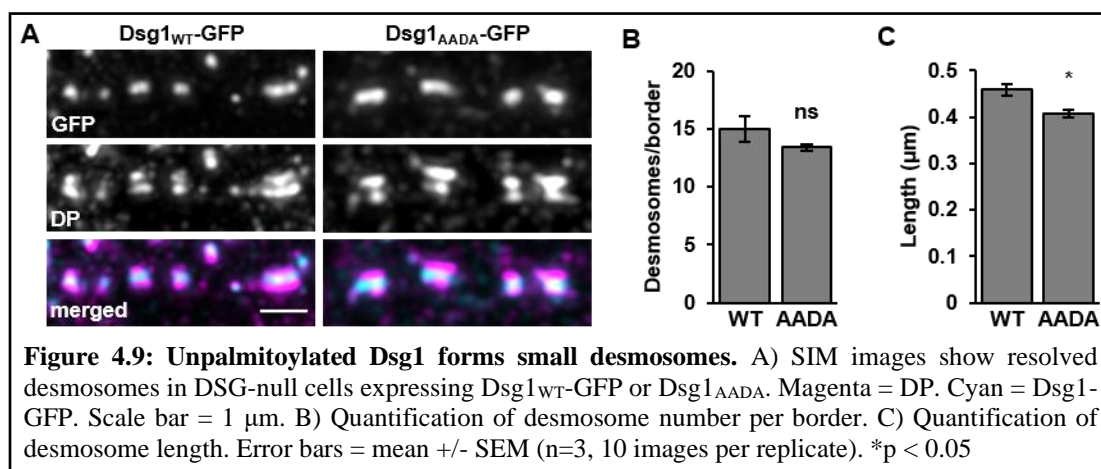 A
Dsg1WT-GFP
Dsg1AADA-GFP
GFP
DP
merged
B
Desmosomes/border
20
15
10
5
0
ns
WT AADA
C
Length (μm)
0.5
0.4
0.3
0.2
0.1
0
*
WT AADA
Figure 4.9: Unpalmitoylated Dsg1 forms small desmosomes. A) SIM images show resolved
desmosomes in DSG-null cells expressing Dsg1WT-GFP or Dsg1AADA. Magenta = DP. Cyan = Dsg1-
GFP. Scale bar = 1 μm. B) Quantification of desmosome number per border. C) Quantification of
desmosome length. Error bars = mean +/- SEM (n=3, 10 images per replicate). *p < 0.05